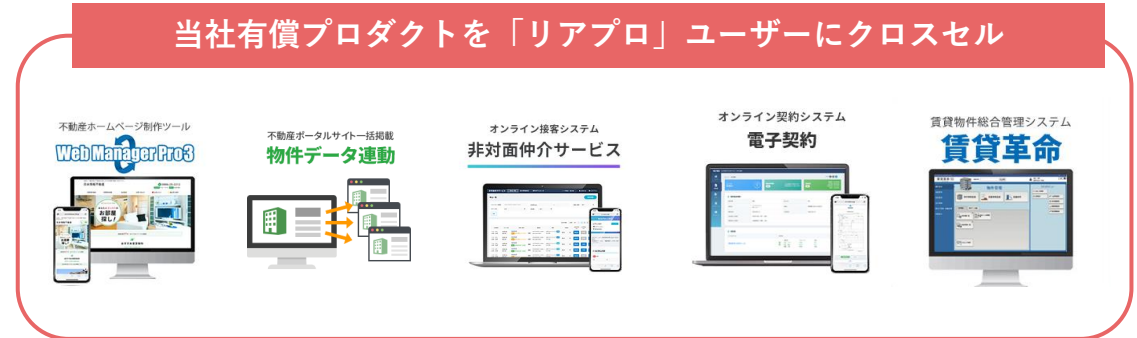 当社有償プロダクトを「リアプロ」ユーザーにクロスセル
不動産ホームページ制作ツール
Web Manager Pro3
不動産ポータルサイト一括掲載
物件データ連動
オンライン接客システム
非対面仲介サービス
オンライン契約システム
電子契約
賃貸物件総合管理システム
賃貸革命
お部屋
探し!